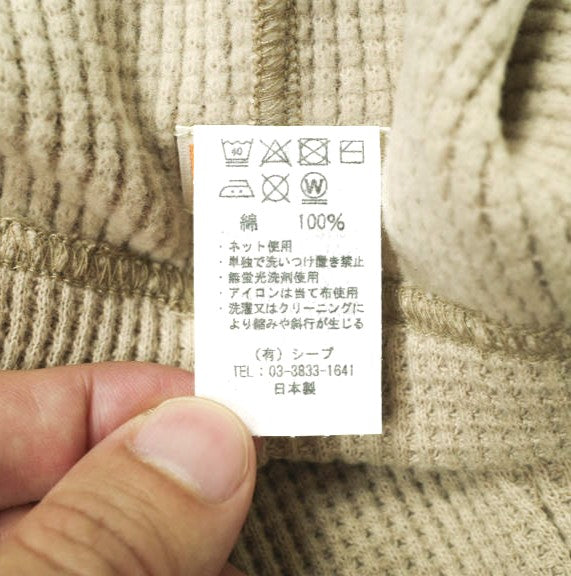 40
W
綿 100%
・ネット使用
・単独で洗いつけ置き禁止
・無蛍光洗剤使用
・アイロンは当て布使用
・洗濯又はクリーニングに
より縮みや斜行が生じる
(有) シープ
TEL:03-3833-1641
日本製